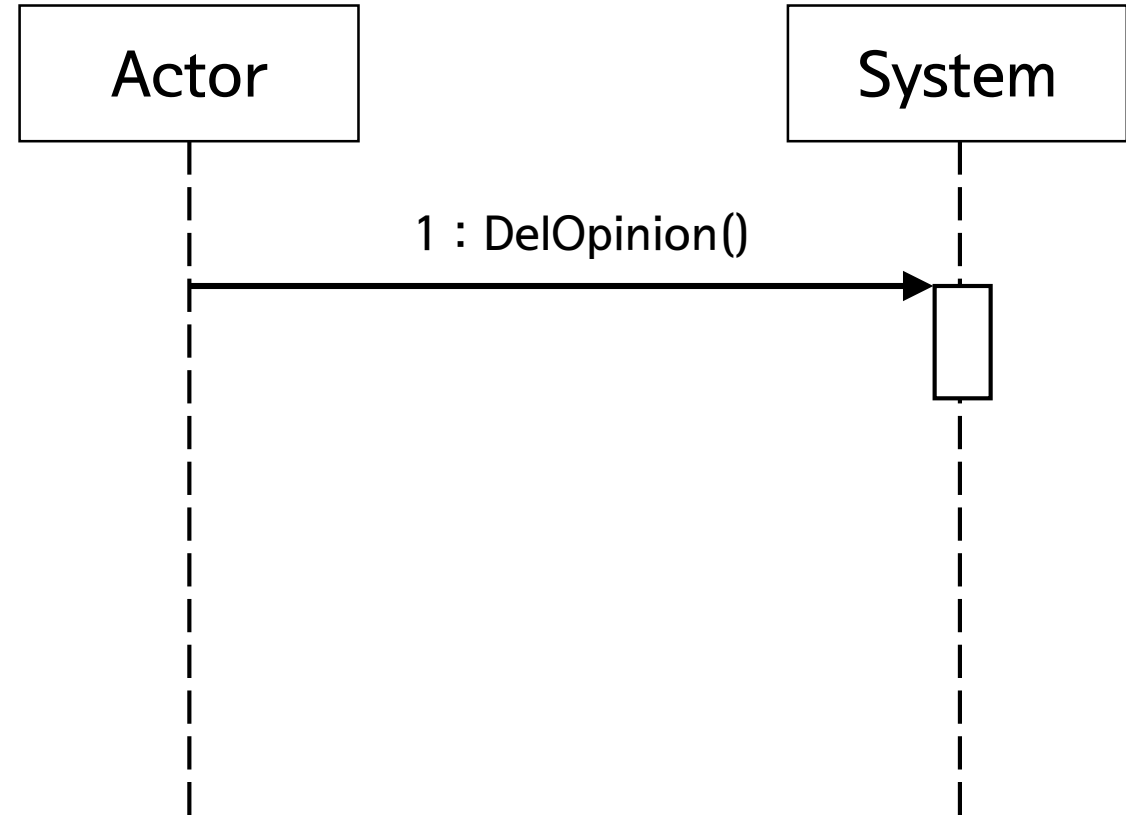 Actor
System
1 : DelOpinion()